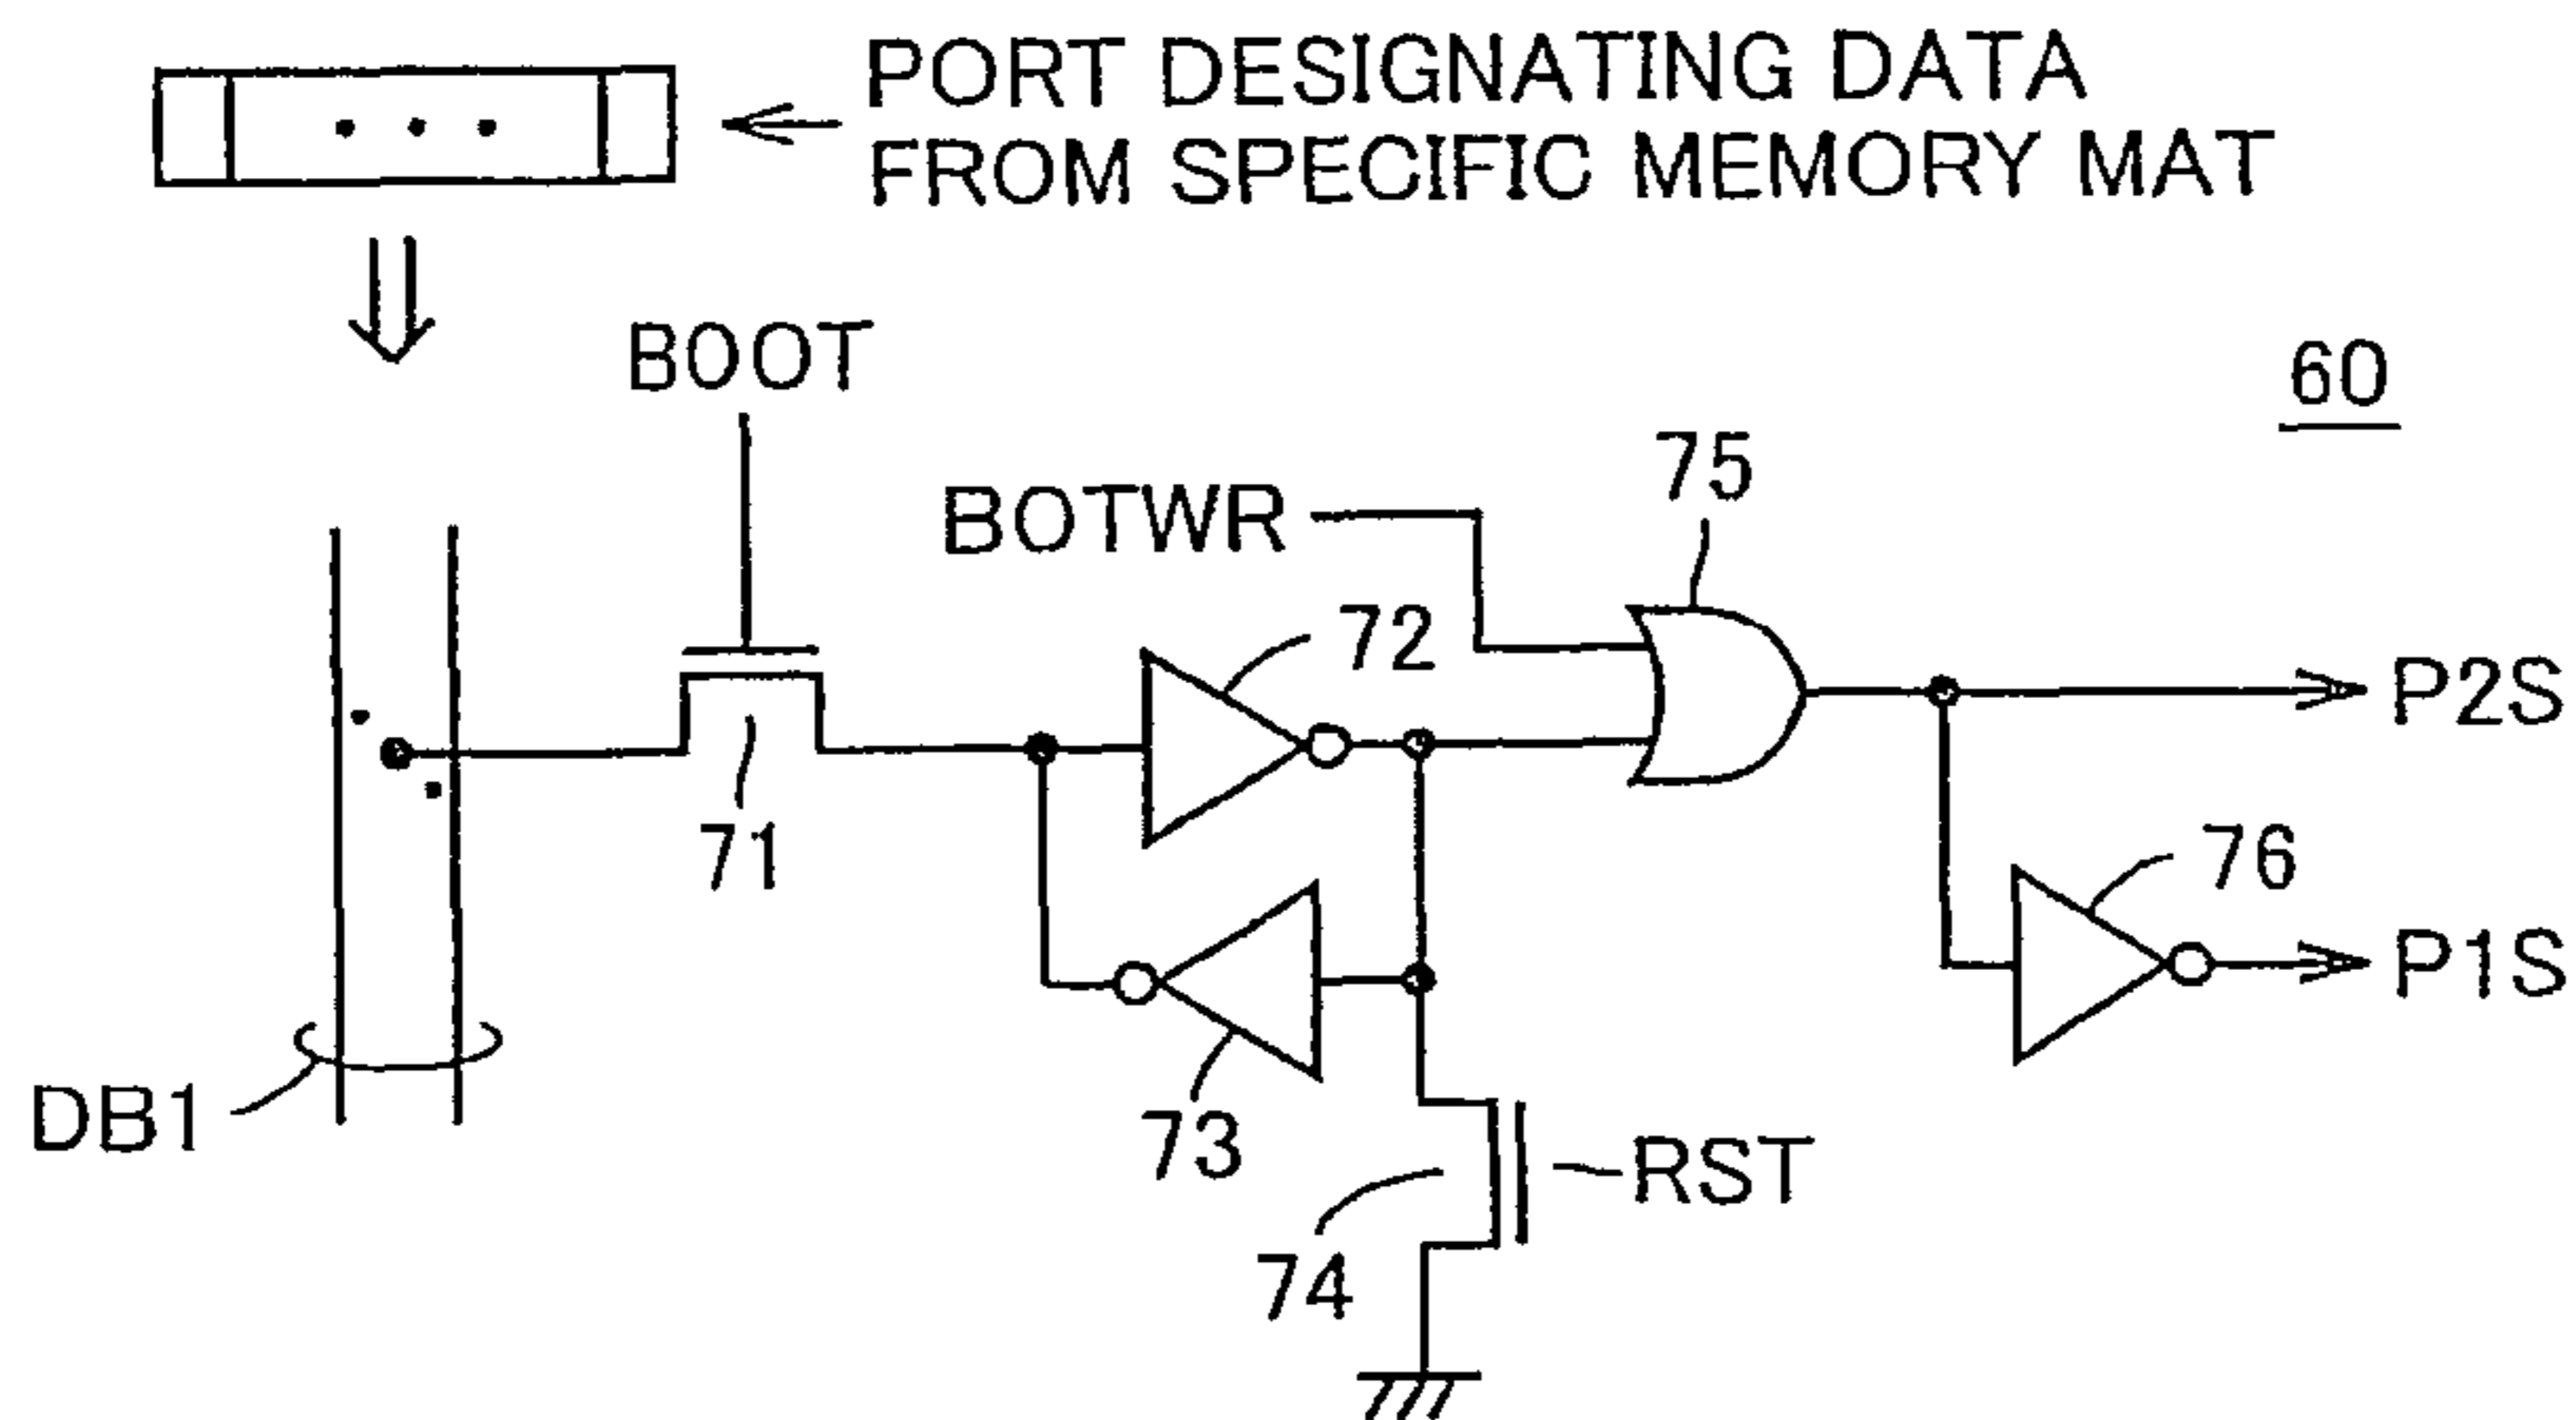 PORT DESIGNATING DATA
FROM SPECIFIC MEMORY MAT
BOOT
60
75
BOTWR
72
P2S
71
76
P1S
DB1
73
RST
74